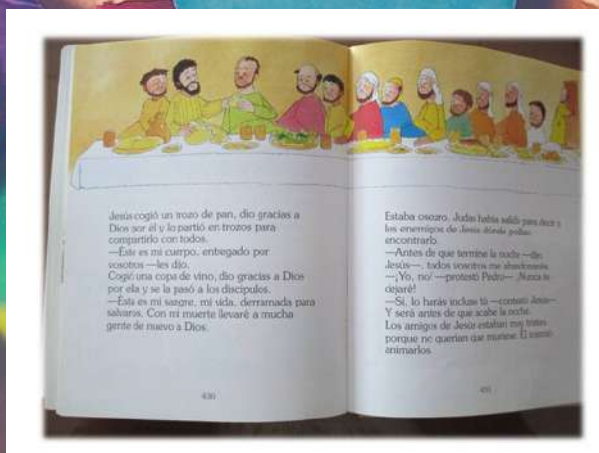 Jesús cogió un trozo de pan, dio gracias a
Dios por él y lo partió en trozos para
compartirlo con todos.
—Éste es mi cuerpo, entregado por
vosotros —les dijo.
Cogió una copa de vino, dio gracias a Dios
por ella y se la pasó a los discípulos.
—Ésta es mi sangre, mi vida, derramada para
salvaros. Con mi muerte llevaré a mucha
gente de nuevo a Dios.
430
Estaba oscuro. Judas había salido para decir a
los enemigos de Jesús dónde podían
encontrarlo.
—Antes de que termine la noche —dijo
Jesús—, todos vosotros me abandonaréis.
—¡Yo, no! —protestó Pedro—. ¡Nunca te
dejaré!
—Sí, lo harás incluso tú —contestó Jesús—.
Y será antes de que acabe la noche.
Los amigos de Jesús estaban muy tristes
porque no querían que muriese. Él intentó
animarlos.
431